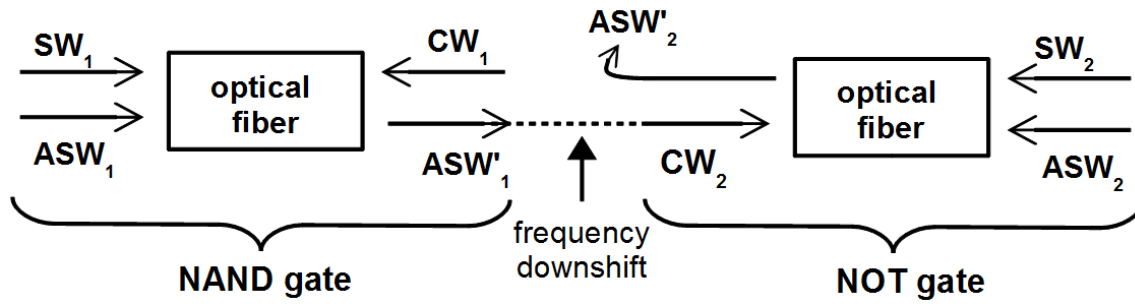 SW1
CW1
ASW'2
SW2
optical
fiber
optical
fiber
ASW1
ASW'1
CW2
ASW2
frequency
downshift
NAND gate
NOT gate